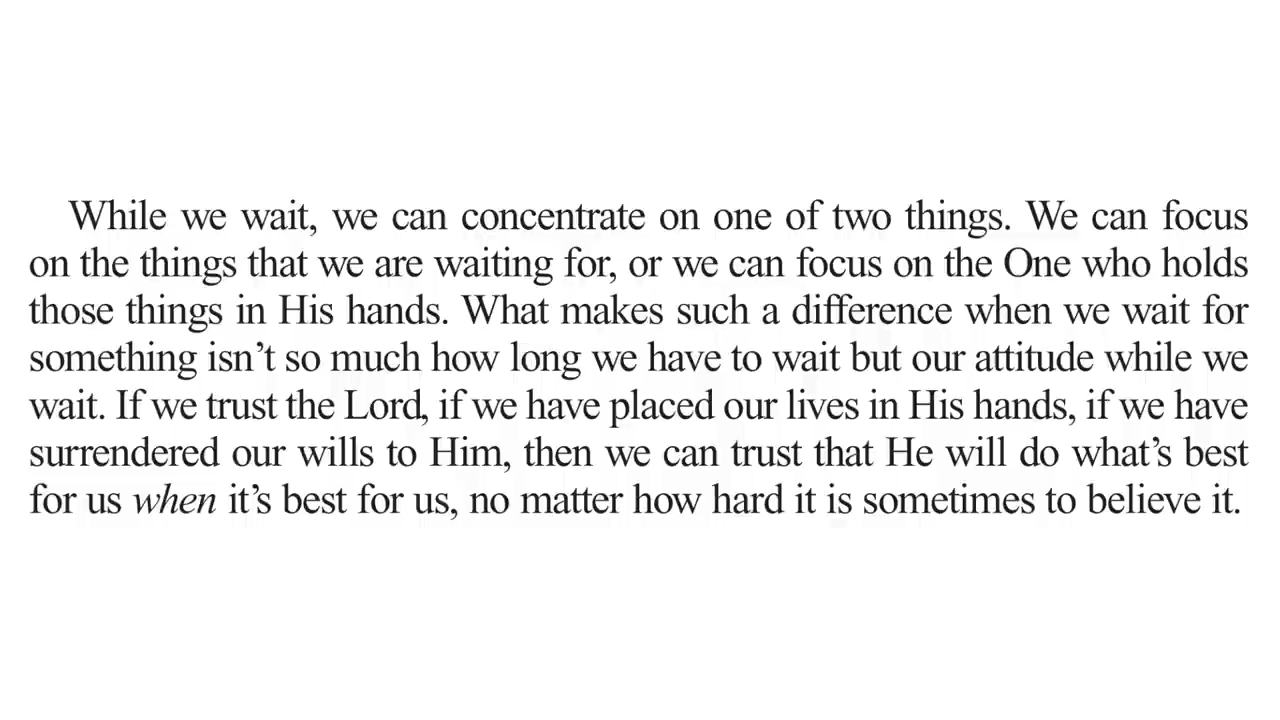 While we wait, we can concentrate on one of two things. We can focus
on the things that we are waiting for, or we can focus on the One who holds
those things in His hands. What makes such a difference when we wait for
something isn’t so much how long we have to wait but our attitude while we
wait. If we trust the Lord, if we have placed our lives in His hands, if we have
surrendered our wills to Him, then we can trust that He will do what’s best
for us when it’s best for us, no matter how hard it is sometimes to believe it.